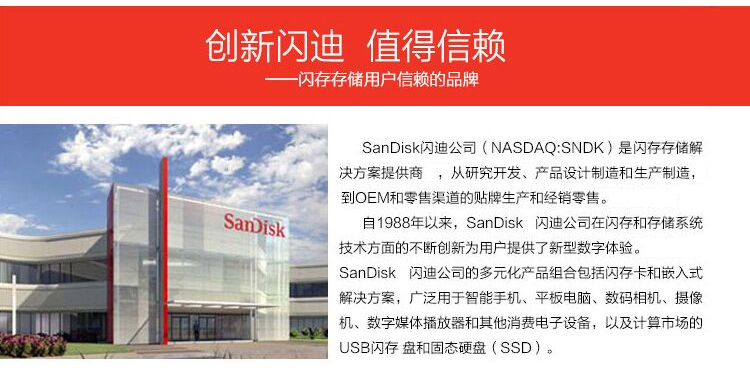 创新闪迪 值得信赖
——闪存存储用户信赖的品牌
SanDisk
SanDisk闪迪公司（NASDAQ:SNDK）是闪存存储解
决方案提供商 ，从研究开发、产品设计制造和生产制造，
到OEM和零售渠道的贴牌生产和经销零售。
自1988年以来，SanDisk 闪迪公司在闪存和存储系统
技术方面的不断创新为用户提供了新型数字体验。
SanDisk 闪迪公司的多元化产品组合包括闪存卡和嵌入式
解决方案，广泛用于智能手机、平板电脑、数码相机、摄像
机、数字媒体播放器和其他消费电子设备，以及计算市场的
USB闪存 盘和固态硬盘（SSD）。